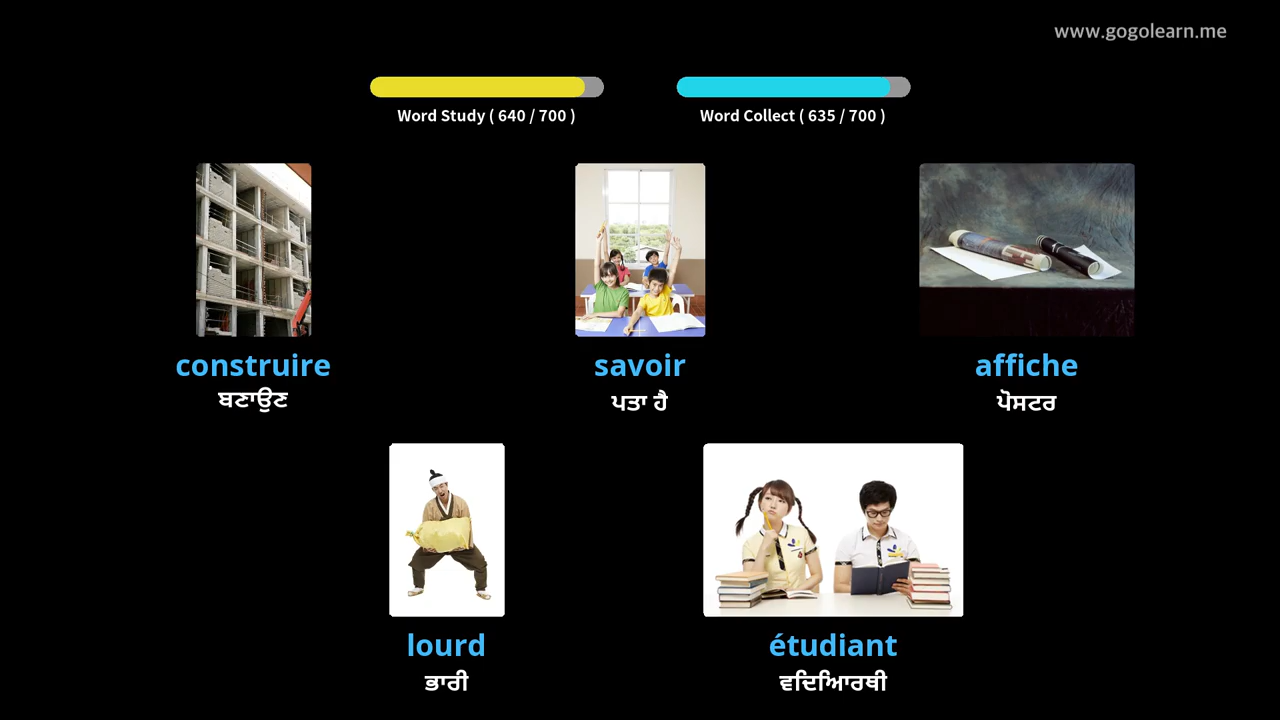 www.gogolearn.me
Word Study ( 640 / 700 )
Word Collect ( 635 / 700 )
construire
ਬਣਾਉਣ
savoir
ਪਤਾ ਹੈ
affiche
ਪੋਸਟਰ
lourd
ਭਾਰੀ
étudiant
ਵਿਦਿਆਰਥੀ